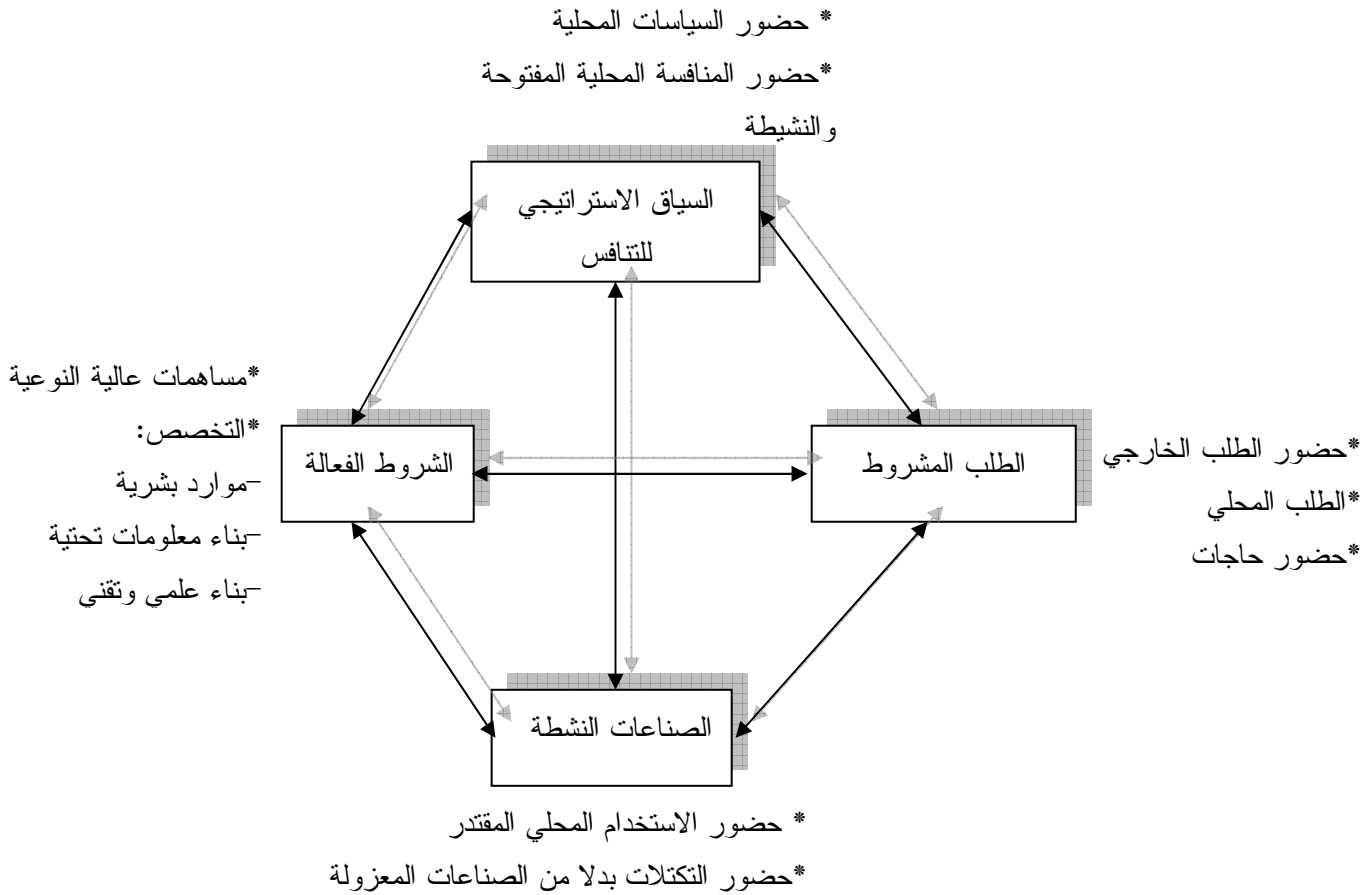 * حضور السياسات المحلية
*حضور المنافسة المحلية المفتوحة
والنشيطة
السياق الاستراتيجي
للتنافس
*مساهمات عالية النوعية
*التخصص:
-موارد بشرية
-بناء معلومات تحتية
-بناء علمي وتقني
الشروط الفعالة
الطلب المشروط
*حضور الطلب الخارجي
*الطلب المحلي
*حضور حاجات
الصناعات النشطة
* حضور الاستخدام المحلي المقتدر
*حضور التكتلات بدلا من الصناعات المعزولة